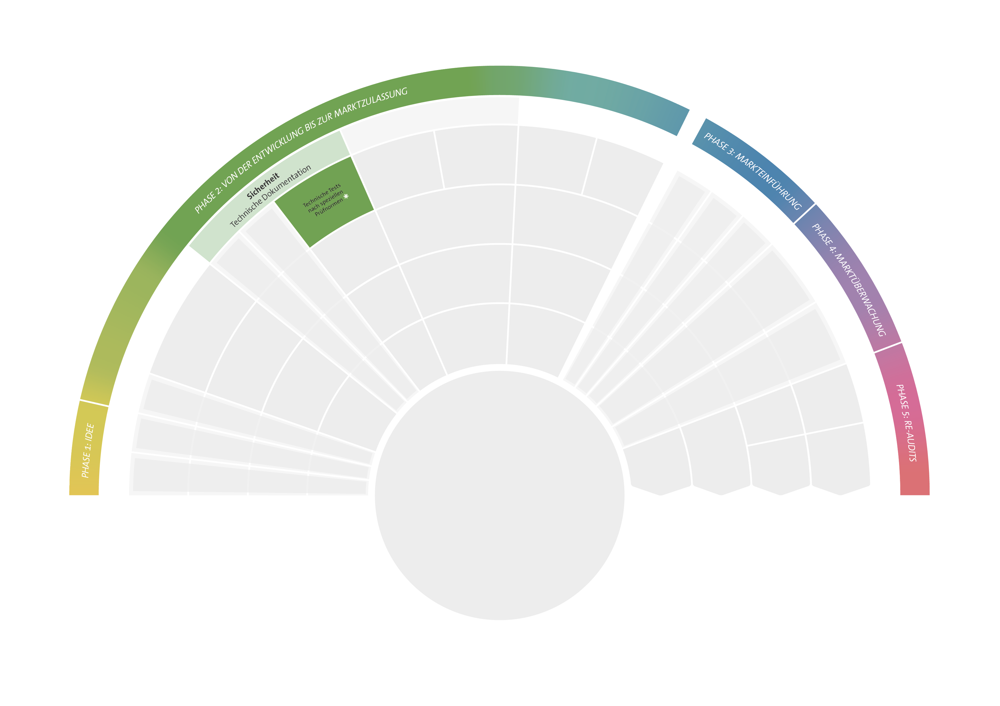 PHASE 1: IDEE
PHASE 2: VON DER ENTWICKLUNG BIS ZUR MARKTZULASSUNG
Sicherheit
Technische Dokumentation
Technische Tests
nach speziellen
Prüfnormen *
PHASE 3: MARKTEINFÜHRUNG
PHASE 4: MARKTÜBERWACHUNG
PHASE 5: RE-AUDITS